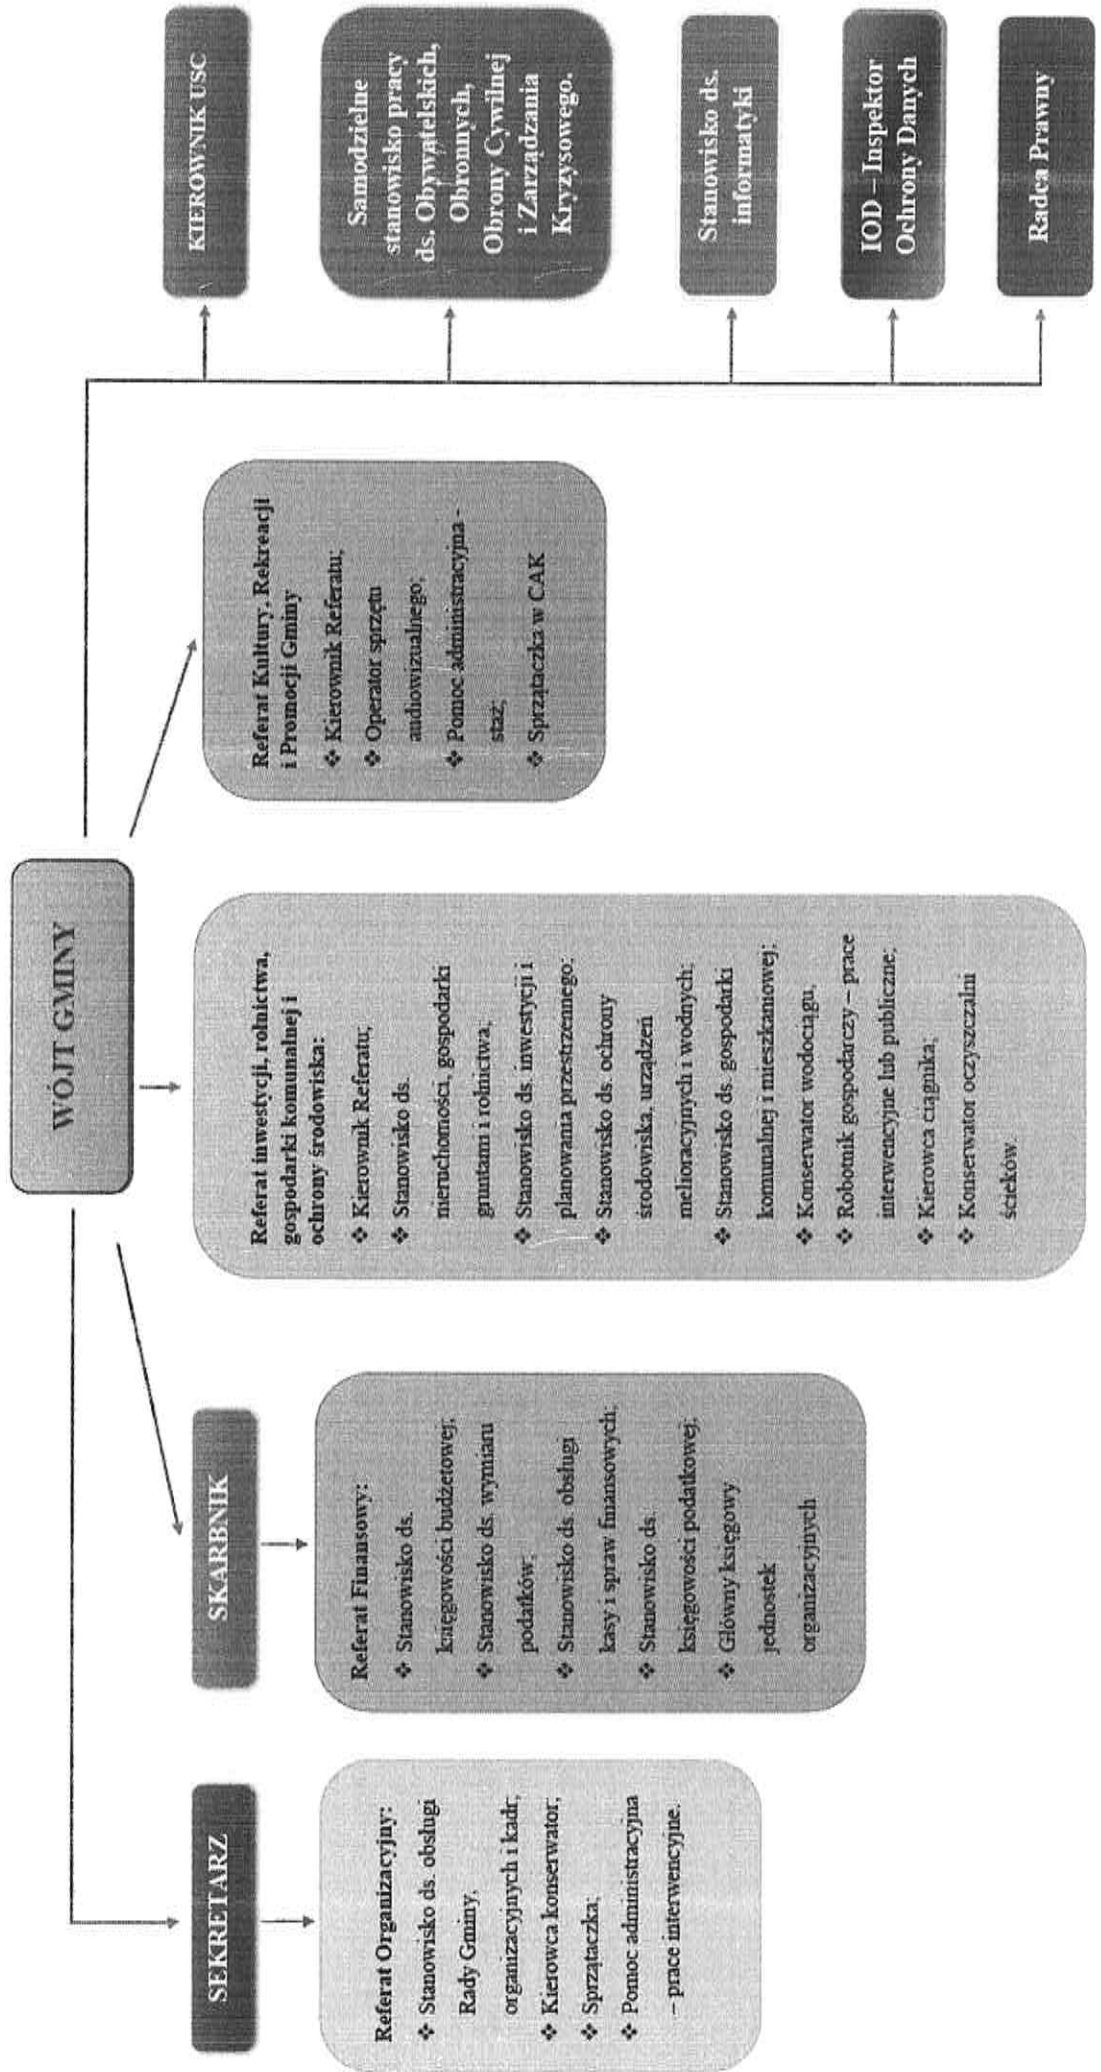 WÓJT GMINY
SEKRETARZ
Referat Organizacyjny:
❖ Stanowisko ds. obsługi
Rady Gminy,
organizacyjnych i kadr;
❖ Kierowca konserwator;
❖ Sprzątaczka;
❖ Pomoc administracyjna
– prace interwencyjne.
SKARBNIK
Referat Finansowy:
❖ Stanowisko ds.
księgowości budżetowej;
❖ Stanowisko ds. wymiaru
podatków;
❖ Stanowisko ds. obsługi
kasy i spraw finansowych;
❖ Stanowisko ds.
księgowości podatkowej;
❖ Główny księgowy
jednostek
organizacyjnych
Referat inwestycji, rolnictwa,
gospodarki komunalnej i
ochrony środowiska:
❖ Kierownik Referatu;
❖ Stanowisko ds.
nieruchomości, gospodarki
gruntami i rolnictwa;
❖ Stanowisko ds. inwestycji i
planowania przestrzennego;
❖ Stanowisko ds. ochrony
środowiska, urządzeń
melioracyjnych i wodnych;
❖ Stanowisko ds. gospodarki
komunalnej i mieszkaniowej;
❖ Konserwator wodociągu,
❖ Robotnik gospodarczy – prace
interwencyjne lub publiczne;
❖ Kierowca ciągnika;
❖ Konserwator oczyszczalni
ścieków.
Referat Kultury, Rekreacji
i Promocji Gminy
❖ Kierownik Referatu;
❖ Operator sprzętu
audiowizualnego;
❖ Pomoc administracyjna -
staż;
❖ Sprzątaczka w CAK
KIEROWNIK USC
Samodzielne
stanowisko pracy
ds. Obywatelskich,
Obronnych,
Obrony Cywilnej
i Zarządzania
Kryzysowego.
Stanowisko ds.
informatyki
IOD – Inspektor
Ochrony Danych
Radca Prawny